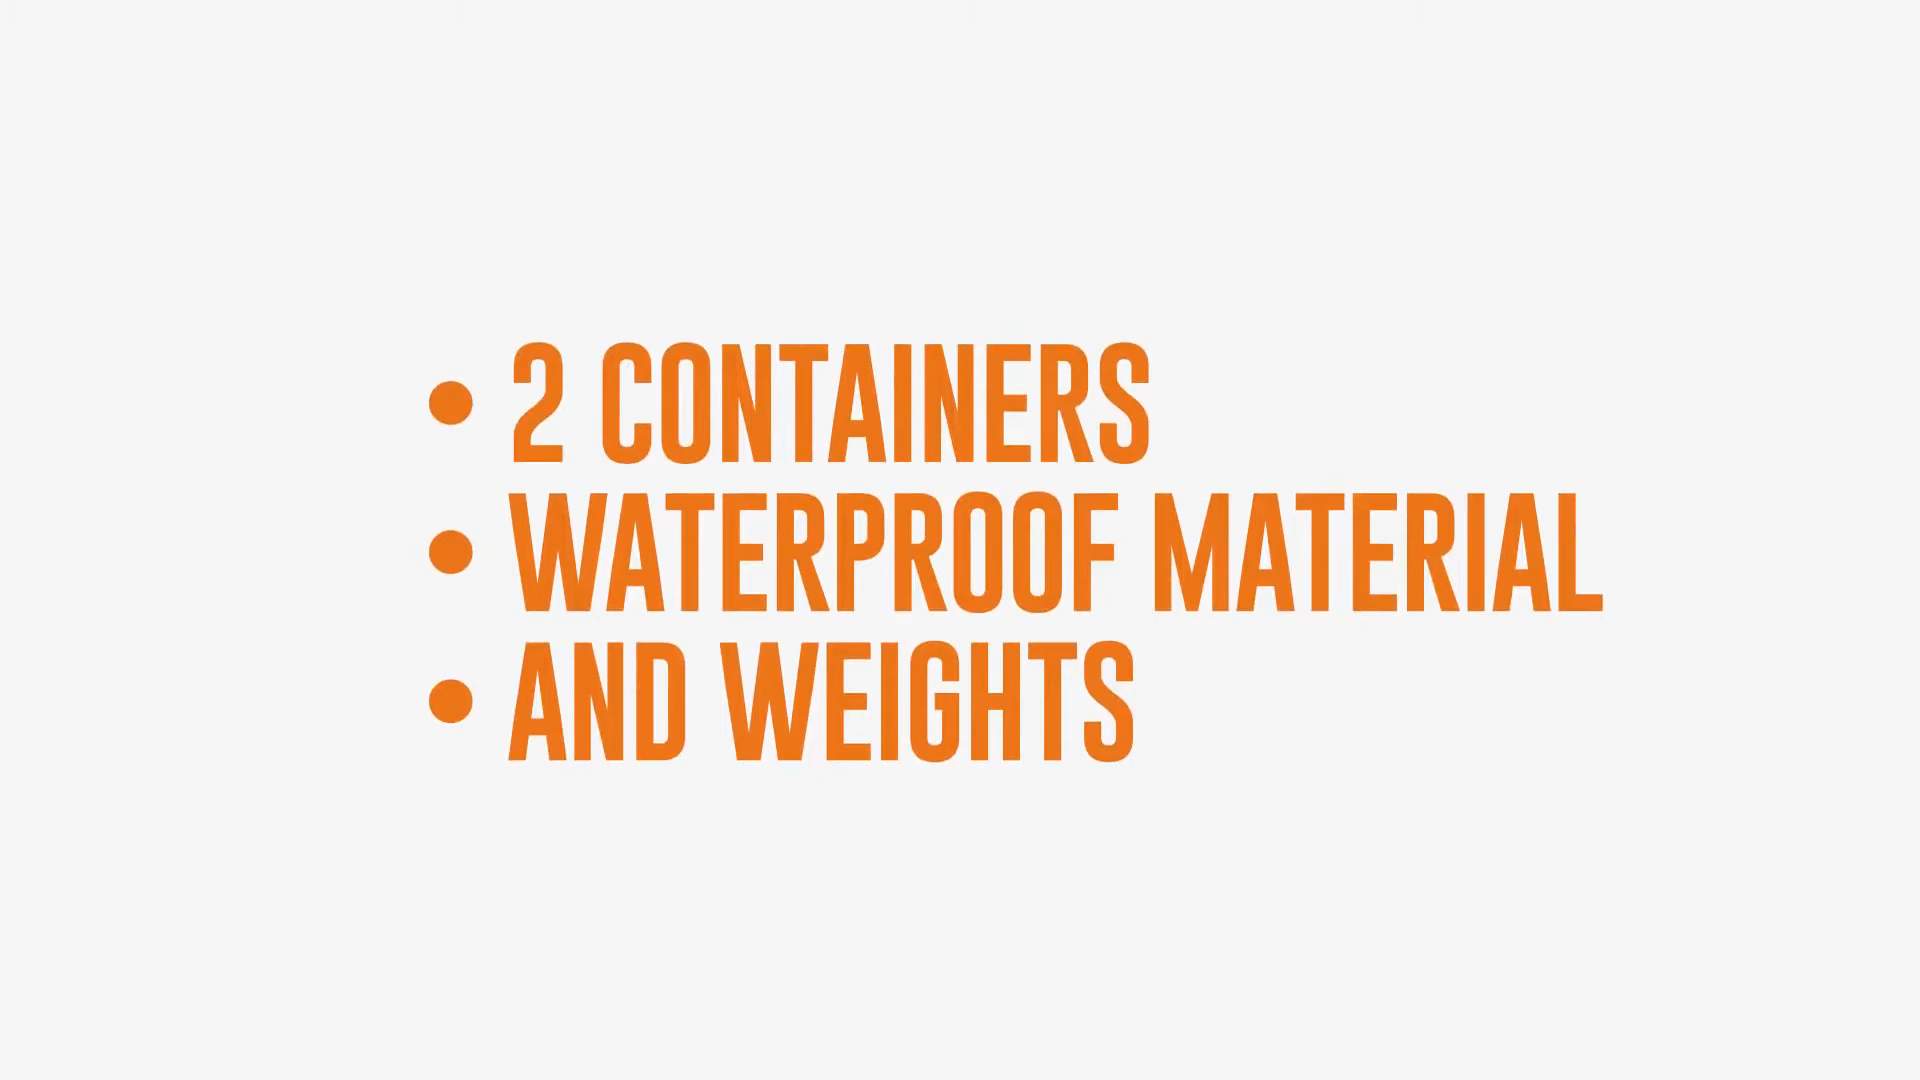 • 2 CONTAINERS
• WATERPROOF MATERIAL
• AND WEIGHTS